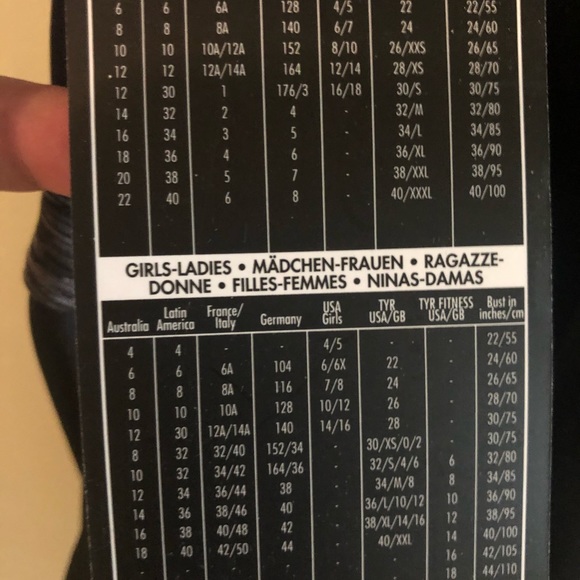 6 6 6A 128 4/5 22 22/55
8 8 8A 140 6/7 24 24/60
10 10 10A/12A 152 8/10 26/XXS 26/65
.12 12 12A/14A 164 12/14 28/XS 28/70
12 30 1 176/3 16/18 30/S 30/75
14 32 2 4 - 32/M 32/80
16 34 3 5 - 34/L 34/85
18 36 4 6 - 36/XL 36/90
20 38 5 7 - 38/XXL 38/95
22 40 6 8 - 40/XXXL 40/100
GIRLS-LADIES • MÄDCHEN-FRAUEN • RAGAZZE-
DONNE • FILLES-FEMMES • NINAS-DAMAS
Australia Latin America France/Italy Germany USA Girls TYR USA/GB TYR FITNESS USA/GB Bust in inches/cm
4 4 - - 4/5 - - 22/55
6 6 6A 104 6/6X 22 - 24/60
8 8 8A 116 7/8 24 - 26/65
10 10 10A 128 10/12 26 - 28/70
12 30 12A/14A 140 14/16 28 - 30/75
8 32 32/40 152/34 - 30/XS/0/2 - 30/75
10 32 34/42 164/36 - 32/S/4/6 6 32/80
12 34 36/44 38 - 34/M/8 8 34/85
14 36 38/46 40 - 36/L/10/12 10 36/90
16 38 40/48 42 - 38/XL/14/16 12 38/95
18 40 42/50 44 - 40/XXL 14 40/100
- - - - - - 16 42/105
18 44/110